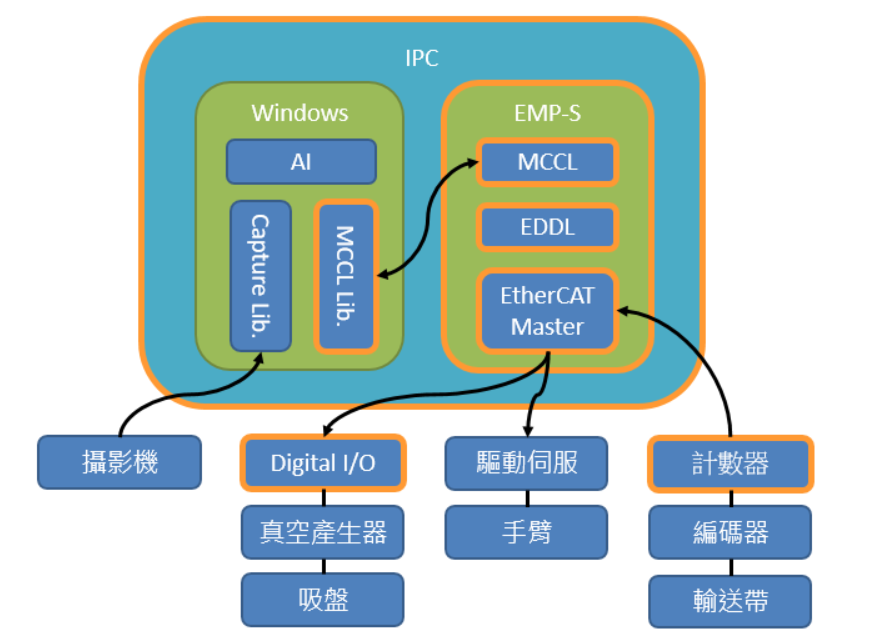 IPC
Windows
AI
Capture Lib.
MCCL Lib.
EMP-S
MCCL
EDDL
EtherCAT
Master
攝影機
Digital I/O
真空產生器
吸盤
驅動伺服
手臂
計數器
編碼器
輸送帶